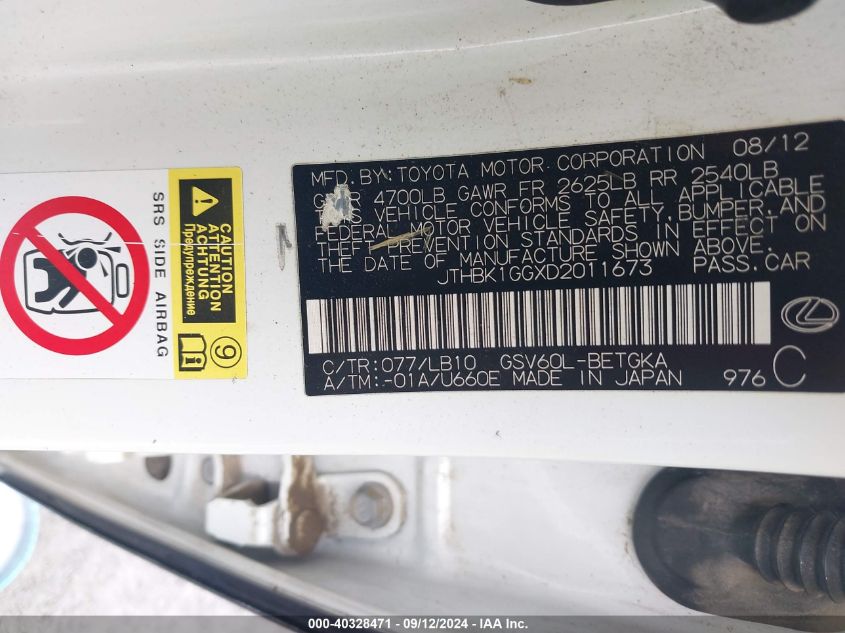 SRS SIDE AIRBAG
CAUTION
ATTENTION
ACHTUNG
Предупреждение
9
MFD. BY: TOYOTA MOTOR CORPORATION 08/12
4700LB GAWR FR 2625LB RR 2540LB
THIS VEHICLE CONFORMS TO ALL APPLICABLE
FEDERAL MOTOR VEHICLE SAFETY, BUMPER, AND
THEFT PREVENTION STANDARDS IN EFFECT ON
THE DATE OF MANUFACTURE SHOWN ABOVE.
JTHBK1GGXD2011673 PASS. CAR
C/TR: 077/LB10 GSV60L-BETGKA
A/TM: -01A/U660E MADE IN JAPAN 976 C
000-40328471 - 09/12/2024 - IAA Inc.